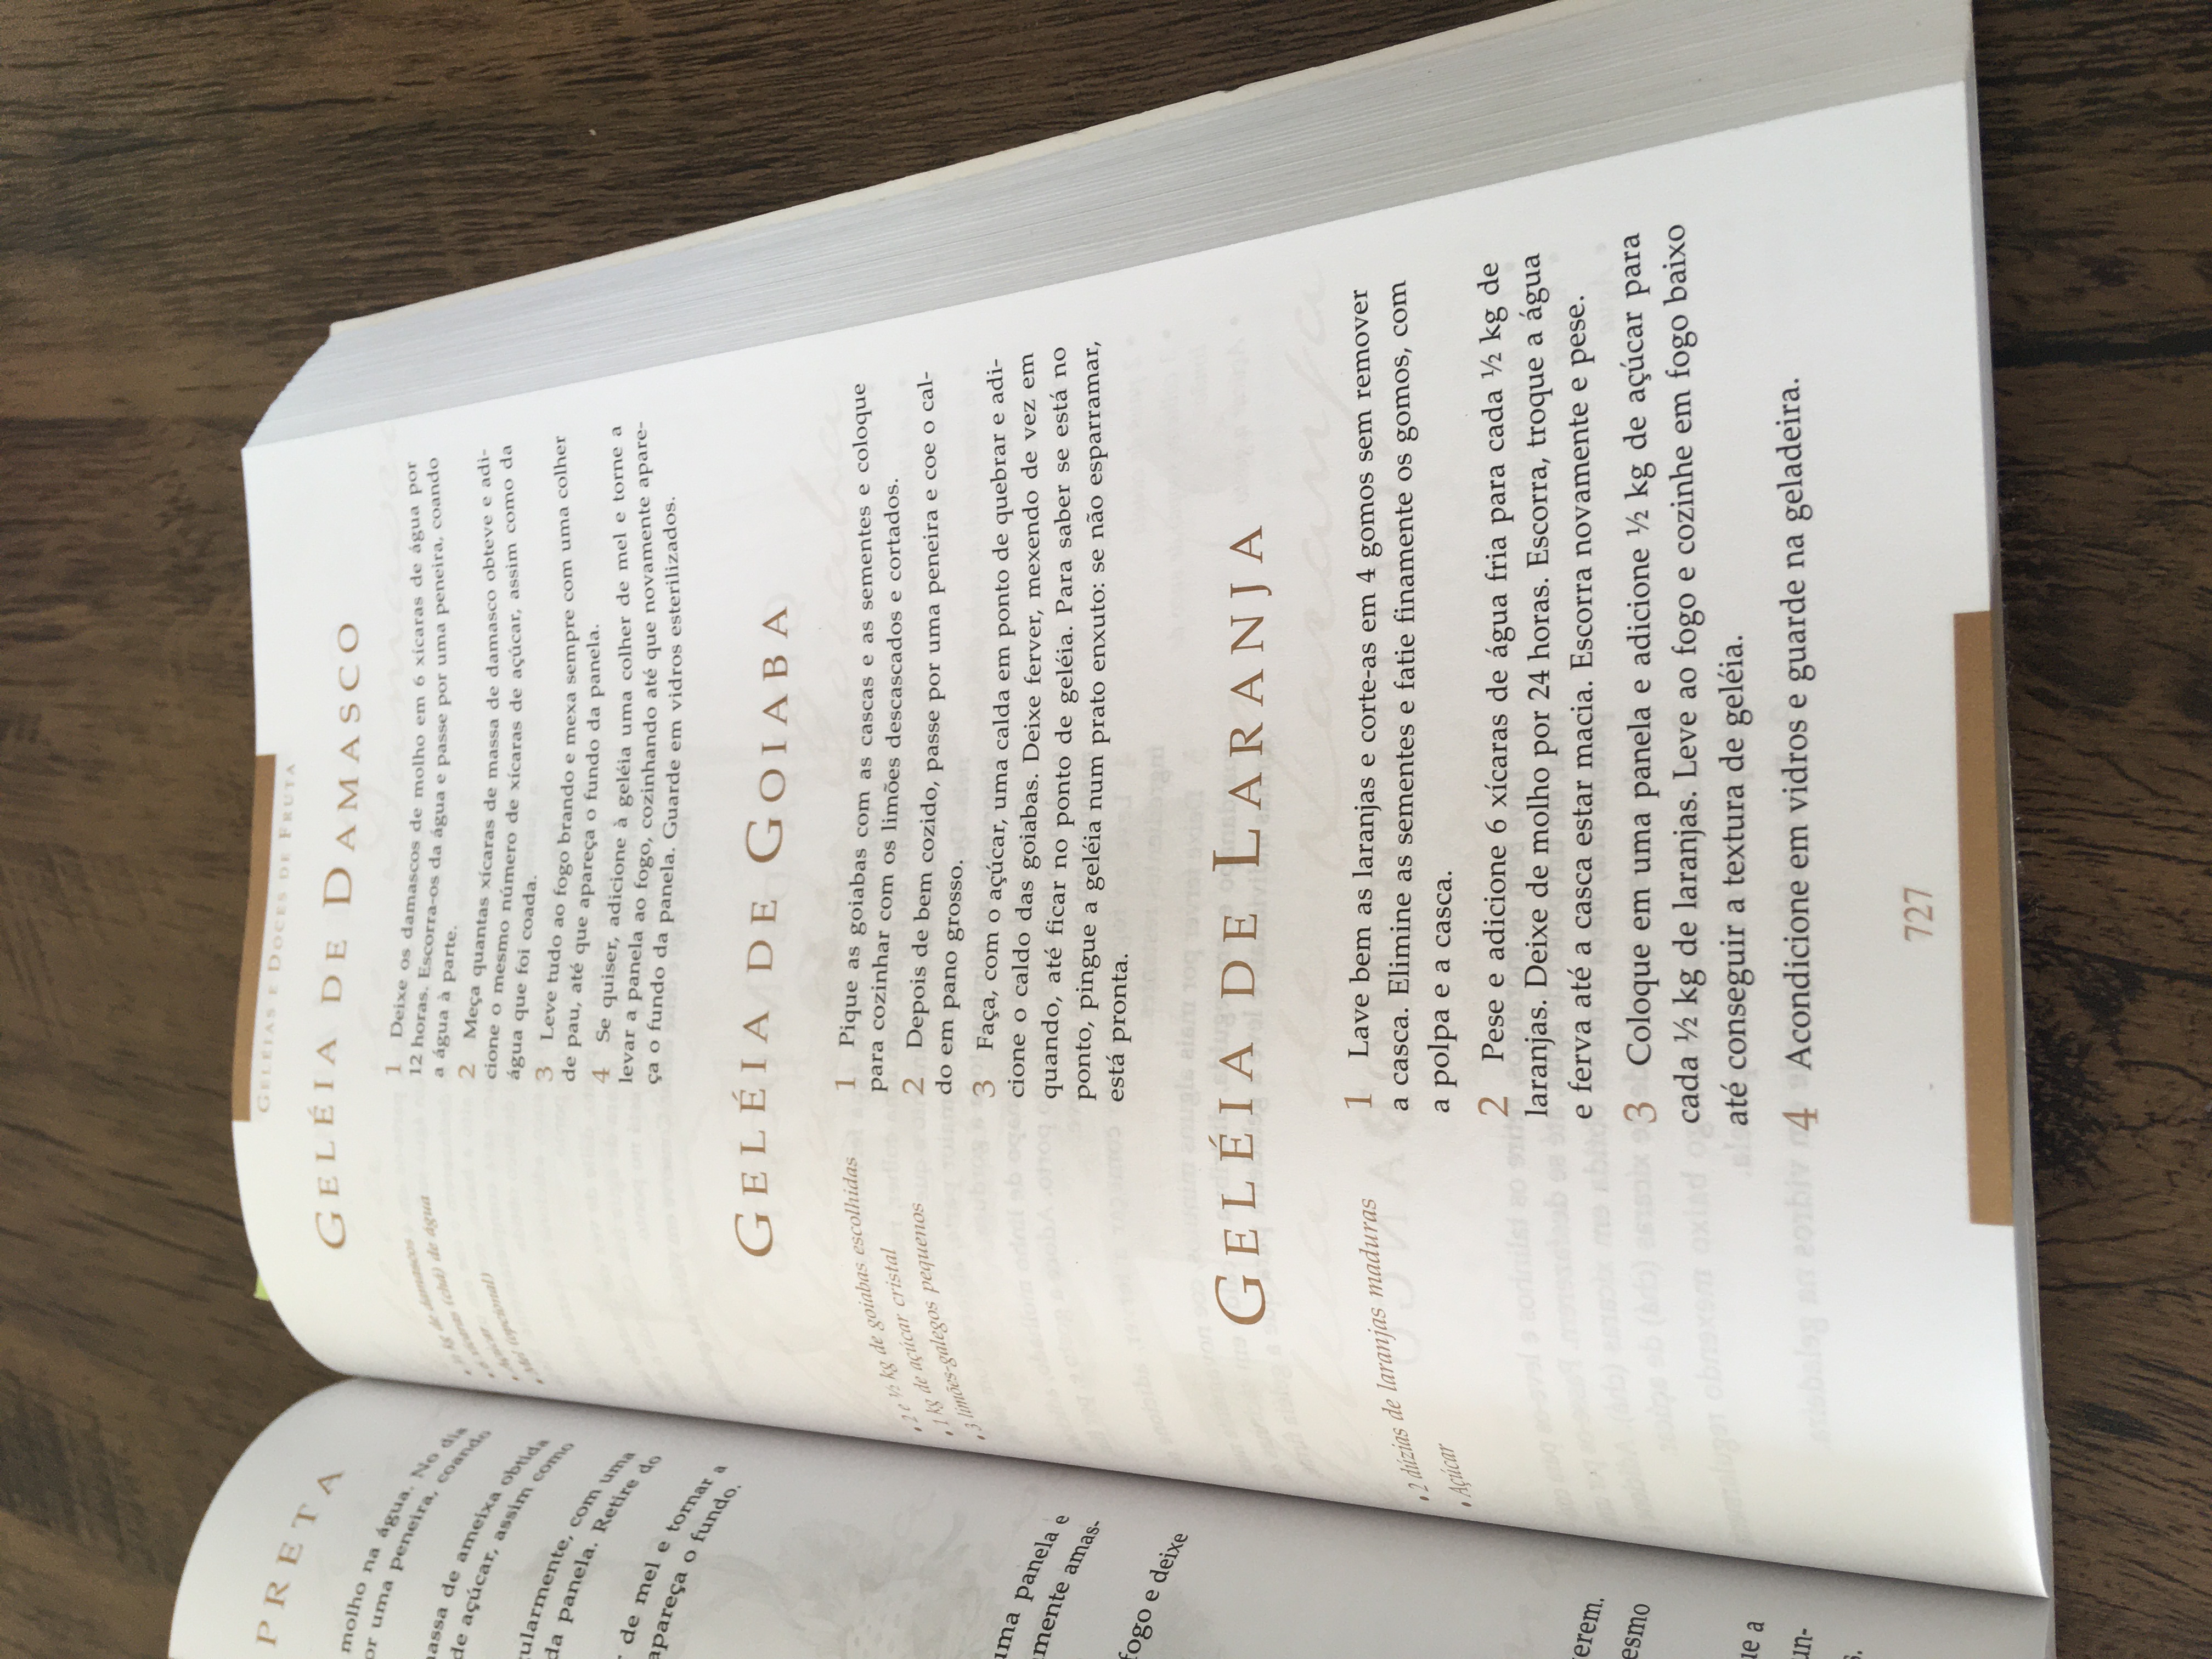 PRETA
molho na água. No dia
or uma peneira, coando
massa de ameixa obtida
de açúcar, assim como
gularmente, com uma
da panela. Retire do
r de mel e tornar a
apareça o fundo.
uma panela e
amente amas-
fogo e deixe
erem.
esmo
ue a
un-
s.
GELÉIAS E DOCES DE FRUTA
GELÉIA DE DAMASCO
kg de damascos
• 6 xícaras (chá) de água
• Açúcar
• Mel (opcional)
1 Deixe os damascos de molho em 6 xícaras de água por
12 horas. Escorra-os da água e passe por uma peneira, coando
a água à parte.
2 Meça quantas xícaras de massa de damasco obteve e adi-
cione o mesmo número de xícaras de açúcar, assim como da
água que foi coada.
3 Leve tudo ao fogo brando e mexa sempre com uma colher
de pau, até que apareça o fundo da panela.
4 Se quiser, adicione à geléia uma colher de mel e torne a
levar a panela ao fogo, cozinhando até que novamente apare-
ça o fundo da panela. Guarde em vidros esterilizados.
GELÉIA DE GOIABA
• 2 e ½ kg de goiabas escolhidas
• 1 kg de açúcar cristal
• 3 limões-galegos pequenos
1 Pique as goiabas com as cascas e as sementes e coloque
para cozinhar com os limões descascados e cortados.
2 Depois de bem cozido, passe por uma peneira e coe o cal-
do em pano grosso.
3 Faça, com o açúcar, uma calda em ponto de quebrar e adi-
cione o caldo das goiabas. Deixe ferver, mexendo de vez em
quando, até ficar no ponto de geléia. Para saber se está no
ponto, pingue a geléia num prato enxuto: se não esparramar,
está pronta.
GELÉIA DE LARANJA
• 2 dúzias de laranjas maduras
• Açúcar
1 Lave bem as laranjas e corte-as em 4 gomos sem remover
a casca. Elimine as sementes e fatie finamente os gomos, com
a polpa e a casca.
2 Pese e adicione 6 xícaras de água fria para cada ½ kg de
laranjas. Deixe de molho por 24 horas. Escorra, troque a água
e ferva até a casca estar macia. Escorra novamente e pese.
3 Coloque em uma panela e adicione ½ kg de açúcar para
cada ½ kg de laranjas. Leve ao fogo e cozinhe em fogo baixo
até conseguir a textura de geléia.
4 Acondicione em vidros e guarde na geladeira.
727